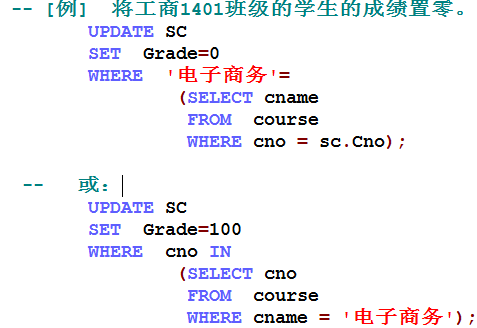 -- [例] 将工商1401班级的学生的成绩置零。
UPDATE SC
SET Grade=0
WHERE '电子商务'=
(SELECT cname
FROM course
WHERE cno = sc.Cno);
-- 或:
UPDATE SC
SET Grade=100
WHERE cno IN
(SELECT cno
FROM course
WHERE cname = '电子商务');